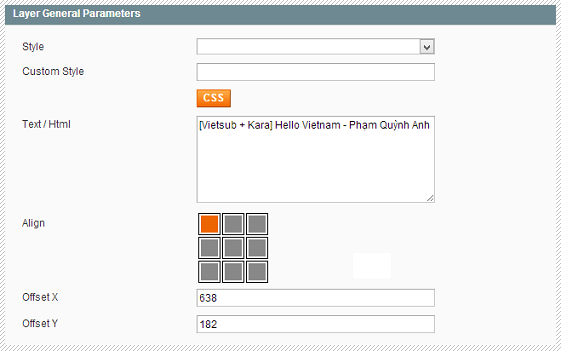 Layer General Parameters
Style
Custom Style
CSS
Text / Html
[Vietsub + Kara] Hello Vietnam - Phạm Quỳnh Anh
Align
Offset X
638
Offset Y
182